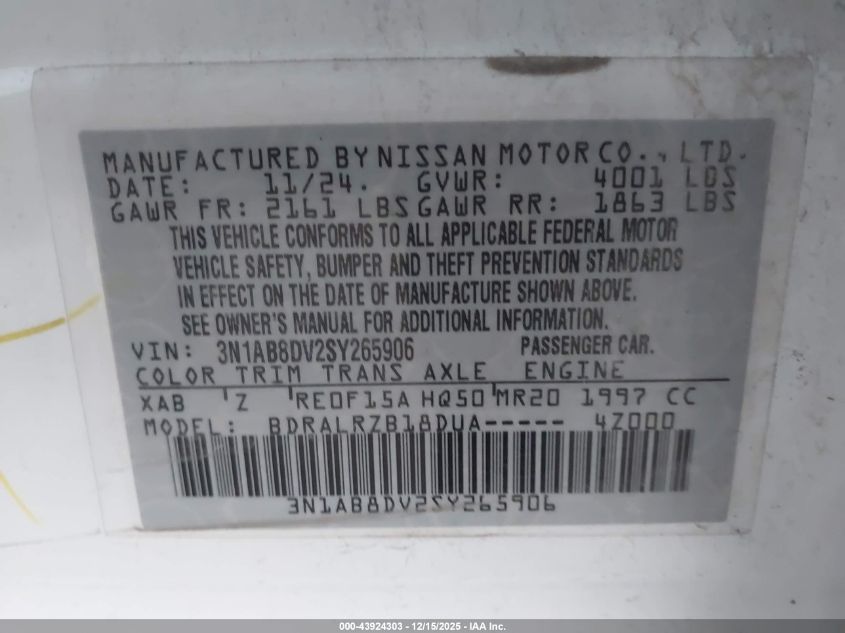 MANUFACTURED BY NISSAN MOTOR CO., LTD.
DATE: 11/24. GVWR: 4001 LBS
GAWR FR: 2161 LBS GAWR RR: 1863 LBS
THIS VEHICLE CONFORMS TO ALL APPLICABLE FEDERAL MOTOR
VEHICLE SAFETY, BUMPER AND THEFT PREVENTION STANDARDS
IN EFFECT ON THE DATE OF MANUFACTURE SHOWN ABOVE.
SEE OWNER'S MANUAL FOR ADDITIONAL INFORMATION.
VIN: 3N1AB8DV2SY265906 PASSENGER CAR.
COLOR TRIM TRANS AXLE ENGINE
XAB Z RE0F15A HQ50 MR20 1997 CC
MODEL: BDRALRZB18DUA----- 4Z000
3N1AB8DV2SY265906
000-43924303 - 12/15/2025 - IAA Inc.